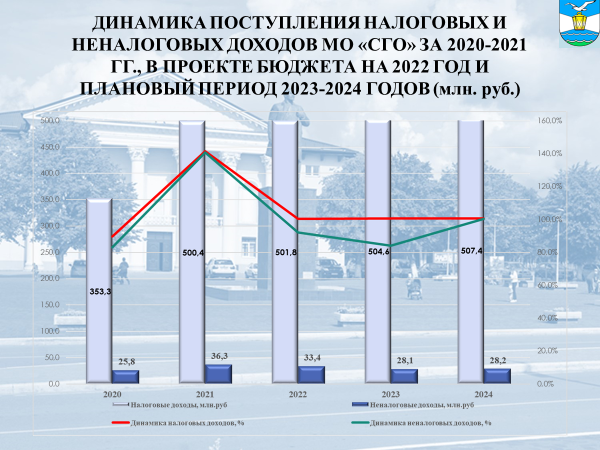 ДИНАМИКА ПОСТУПЛЕНИЯ НАЛОГОВЫХ И
НЕНАЛОГОВЫХ ДОХОДОВ МО «СГО» ЗА 2020-2021
ГГ., В ПРОЕКТЕ БЮДЖЕТА НА 2022 ГОД И
ПЛАНОВЫЙ ПЕРИОД 2023-2024 ГОДОВ (млн. руб.)
500,0 160,0%
450,0 140,0%
400,0 120,0%
350,0 100,0%
300,0 80,0%
250,0 60,0%
200,0 40,0%
150,0 20,0%
100,0 0,0%
50,0
0,0
353,3 500,4 501,8 504,6 507,4
25,8 36,3 33,4 28,1 28,2
2020 2021 2022 2023 2024
Налоговые доходы, млн.руб Неналоговые доходы, млн.руб
Динамика налоговых доходов, % Динамика неналоговых доходов, %